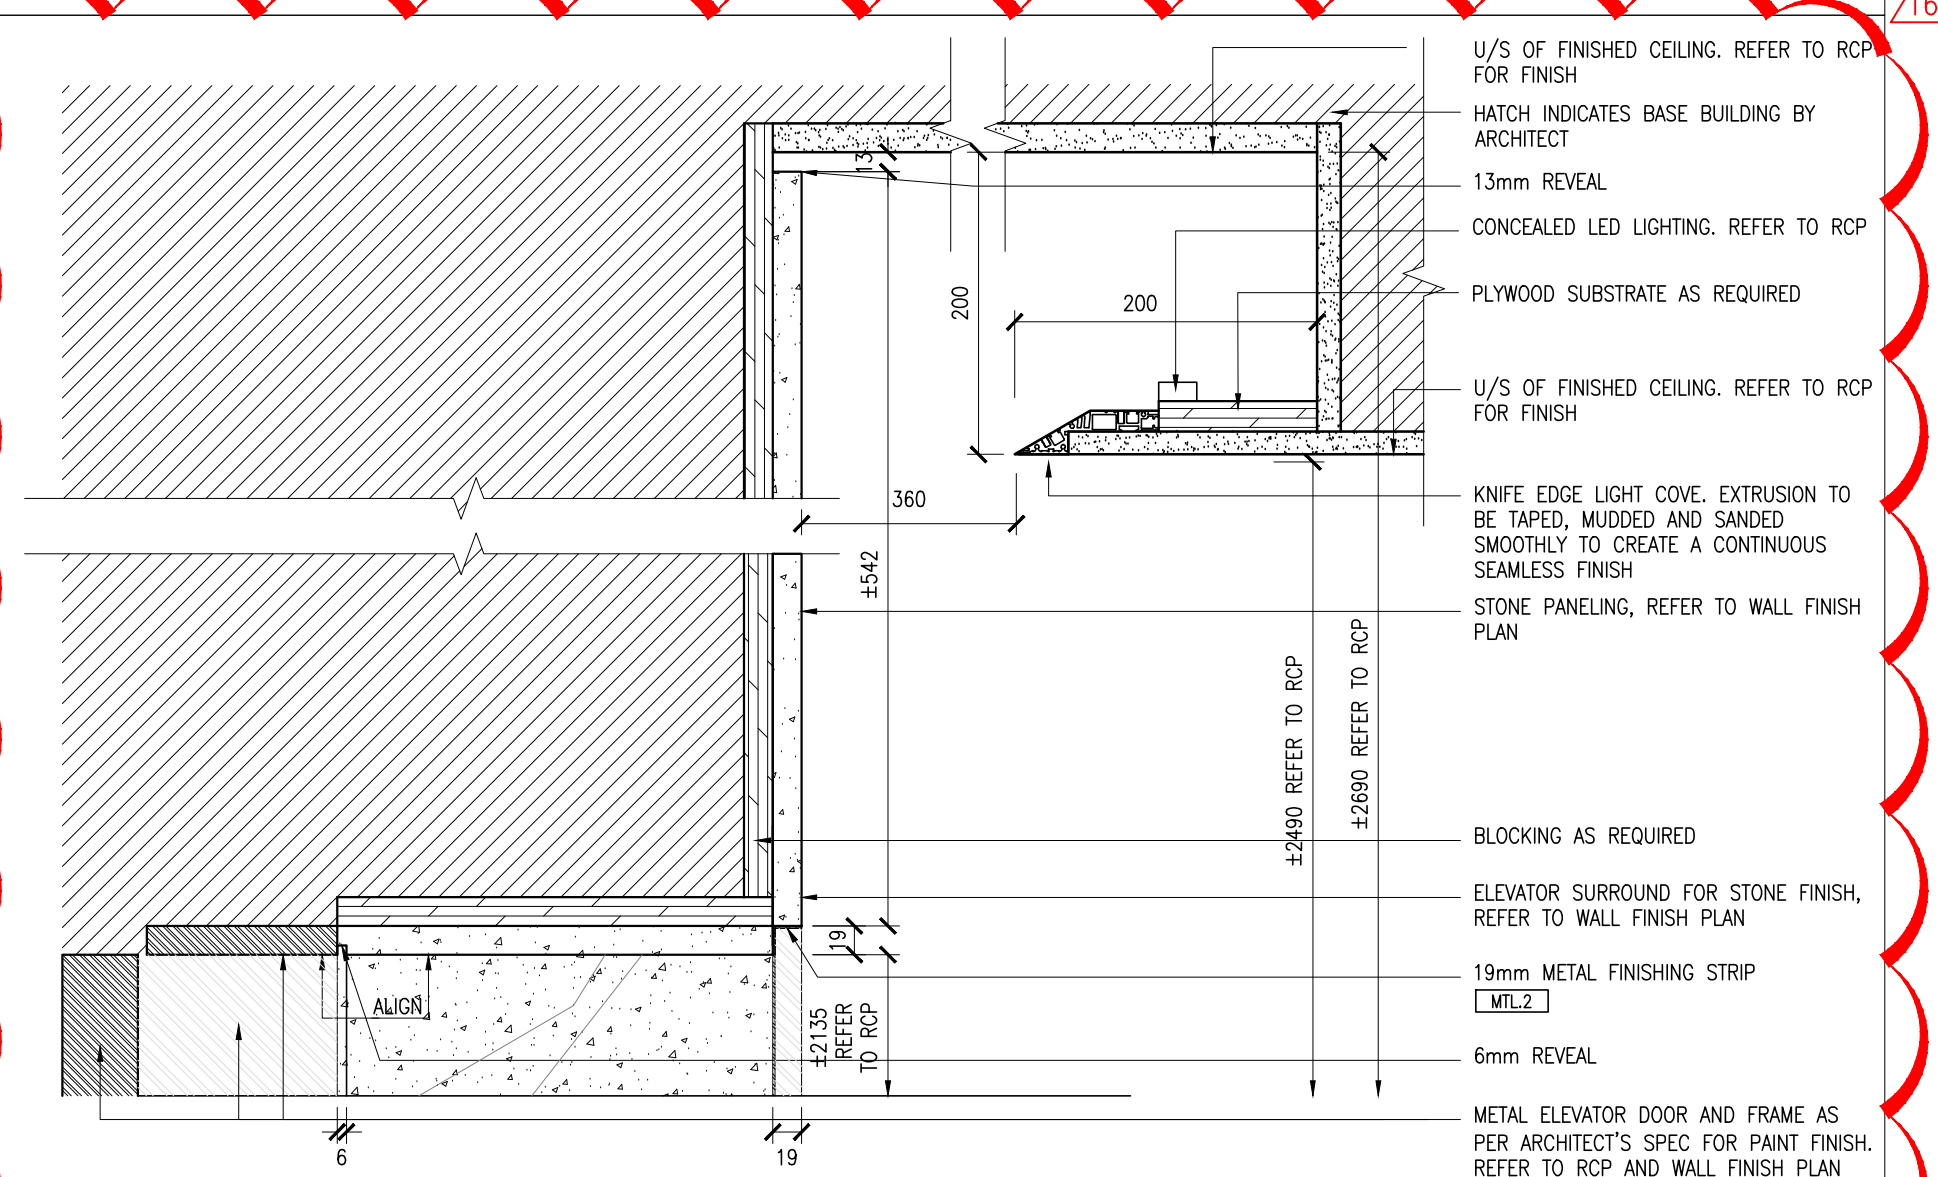 16
U/S OF FINISHED CEILING. REFER TO RCP
FOR FINISH
HATCH INDICATES BASE BUILDING BY
ARCHITECT
13mm REVEAL
CONCEALED LED LIGHTING. REFER TO RCP
PLYWOOD SUBSTRATE AS REQUIRED
U/S OF FINISHED CEILING. REFER TO RCP
FOR FINISH
KNIFE EDGE LIGHT COVE. EXTRUSION TO
BE TAPED, MUDDED AND SANDED
SMOOTHLY TO CREATE A CONTINUOUS
SEAMLESS FINISH
STONE PANELING, REFER TO WALL FINISH
PLAN
BLOCKING AS REQUIRED
ELEVATOR SURROUND FOR STONE FINISH,
REFER TO WALL FINISH PLAN
19mm METAL FINISHING STRIP
MTL.2
6mm REVEAL
METAL ELEVATOR DOOR AND FRAME AS
PER ARCHITECT'S SPEC FOR PAINT FINISH.
REFER TO RCP AND WALL FINISH PLAN
13
200
200
360
±542
±2490 REFER TO RCP
±2690 REFER TO RCP
19
ALIGN
±2135
REFER
TO RCP
6
19